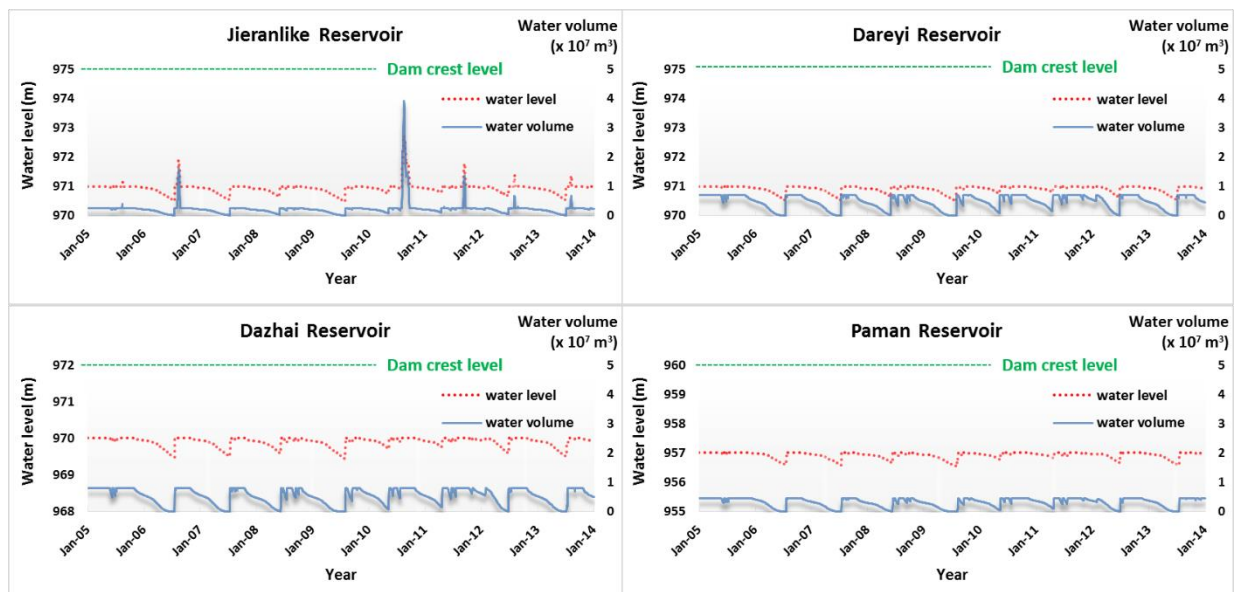 Jieranlike Reservoir
Water volume
(x 10⁷ m³)
975
974
973
972
971
970
Water level (m)
5
4
3
2
1
0
Dam crest level
water level
water volume
Jan-05
Jan-06
Jan-07
Jan-08
Jan-09
Jan-10
Jan-11
Jan-12
Jan-13
Jan-14
Year
Dareyi Reservoir
Water volume
(x 10⁷ m³)
975
974
973
972
971
970
Water level (m)
5
4
3
2
1
0
Dam crest level
water level
water volume
Jan-05
Jan-06
Jan-07
Jan-08
Jan-09
Jan-10
Jan-11
Jan-12
Jan-13
Jan-14
Year
Dazhai Reservoir
Water volume
(x 10⁷ m³)
972
971
970
969
968
Water level (m)
5
4
3
2
1
0
Dam crest level
water level
water volume
Jan-05
Jan-06
Jan-07
Jan-08
Jan-09
Jan-10
Jan-11
Jan-12
Jan-13
Jan-14
Year
Paman Reservoir
Water volume
(x 10⁷ m³)
960
959
958
957
956
955
Water level (m)
5
4
3
2
1
0
Dam crest level
water level
water volume
Jan-05
Jan-06
Jan-07
Jan-08
Jan-09
Jan-10
Jan-11
Jan-12
Jan-13
Jan-14
Year